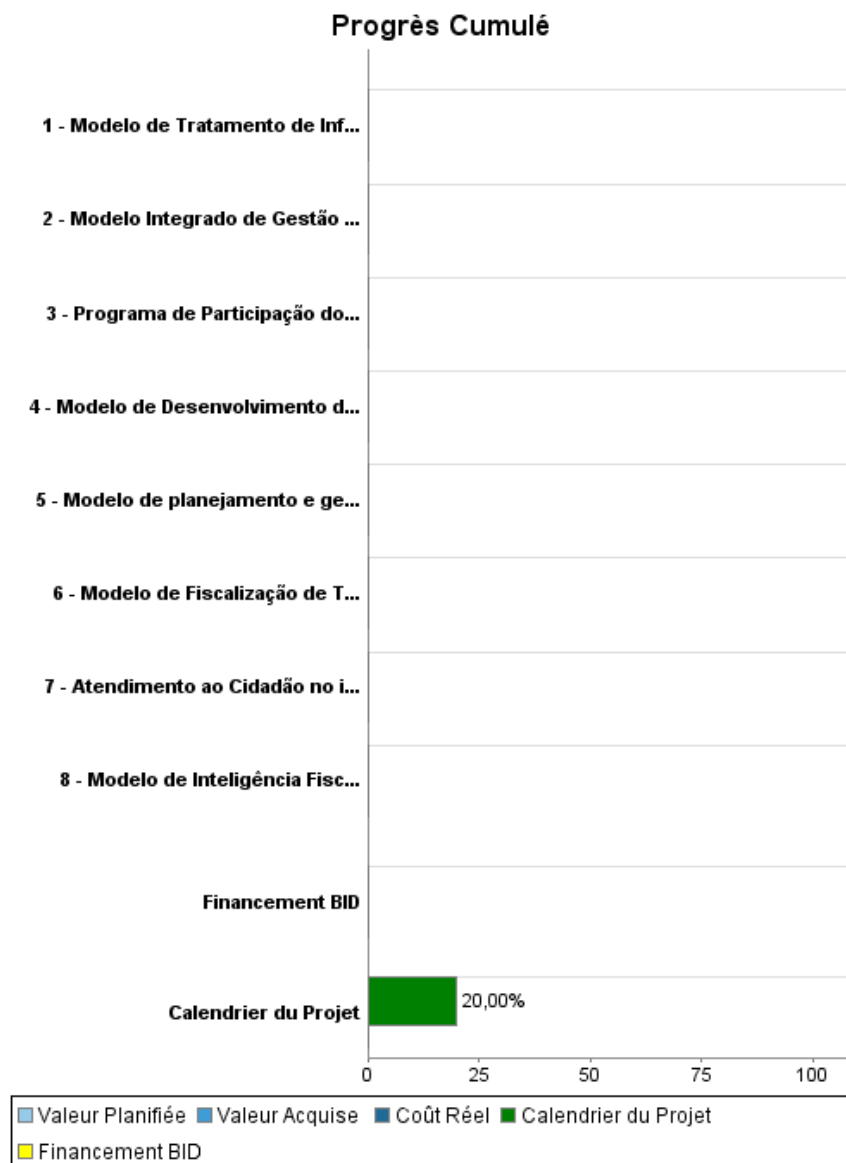 Progrès Cumulé
1 - Modelo de Tratamento de Inf...
2 - Modelo Integrado de Gestão ...
3 - Programa de Participação do...
4 - Modelo de Desenvolvimento d...
5 - Modelo de planejamento e ge...
6 - Modelo de Fiscalização de T...
7 - Atendimento ao Cidadão no i...
8 - Modelo de Inteligência Fisc...
Financement BID
Calendrier du Projet
20,00%
0 25 50 75 100
Valeur Planifiée Valeur Acquise Coût Réel Calendrier du Projet
Financement BID